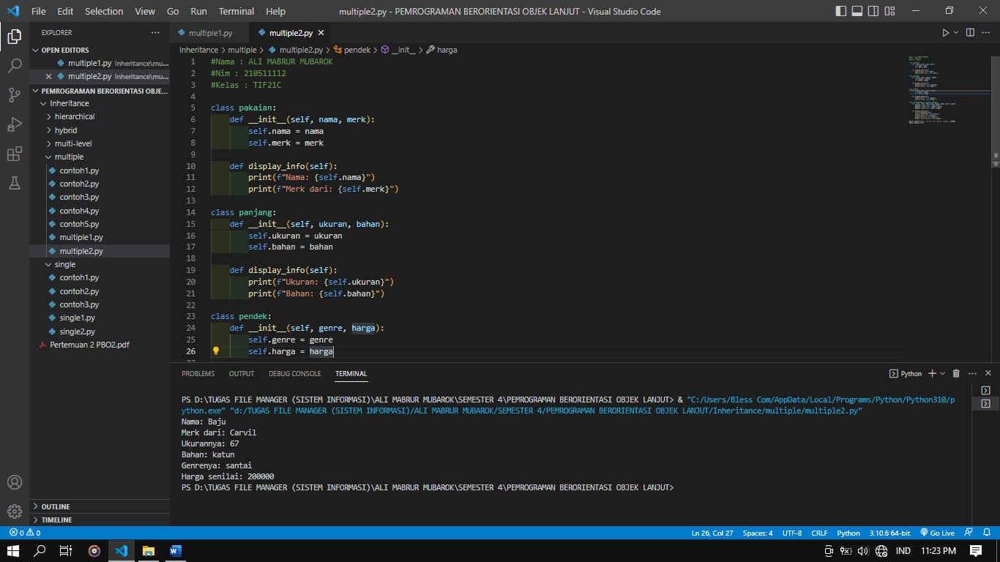 File Edit Selection View Go Run Terminal Help
multiple2.py - PEMROGRAMAN BERORIENTASI OBJEK LANJUT - Visual Studio Code
EXPLORER
OPEN EDITORS
multiple1.py Inheritance\mu...
multiple2.py Inheritance\mu...
PEMROGRAMAN BERORIENTASI OBJE...
Inheritance
hierarchical
hybrid
multi-level
multiple
contoh1.py
contoh2.py
contoh3.py
contoh4.py
contoh5.py
multiple1.py
multiple2.py
single
contoh1.py
contoh2.py
contoh3.py
single1.py
single2.py
Pertemuan 2 PBO2.pdf
OUTLINE
TIMELINE
multiple1.py
multiple2.py
Inheritance > multiple > multiple2.py > pendek > __init__ > harga
1 #Nama : ALI MABRUR MUBAROK
2 #Nim : 210511112
3 #Kelas : TIF21C
4
5 class pakaian:
6     def __init__(self, nama, merk):
7         self.nama = nama
8         self.merk = merk
9
10     def display_info(self):
11         print(f"Nama: {self.nama}")
12         print(f"Merk dari: {self.merk}")
13
14 class panjang:
15     def __init__(self, ukuran, bahan):
16         self.ukuran = ukuran
17         self.bahan = bahan
18
19     def display_info(self):
20         print(f"Ukuran: {self.ukuran}")
21         print(f"Bahan: {self.bahan}")
22
23 class pendek:
24     def __init__(self, genre, harga):
25         self.genre = genre
26         self.harga = harga
27
PROBLEMS OUTPUT DEBUG CONSOLE TERMINAL
Python
PS D:\TUGAS FILE MANAGER (SISTEM INFORMASI)\ALI MABRUR MUBAROK\SEMESTER 4\PEMROGRAMAN BERORIENTASI OBJEK LANJUT> & "C:/Users/Bless Com/AppData/Local/Programs/Python/Python310/p
ython.exe" "d:/TUGAS FILE MANAGER (SISTEM INFORMASI)/ALI MABRUR MUBAROK/SEMESTER 4/PEMROGRAMAN BERORIENTASI OBJEK LANJUT/Inheritance/multiple/multiple2.py"
Nama: Baju
Merk dari: Carvil
Ukurannya: 67
Bahan: katun
Genrenya: santai
Harga senilai: 200000
PS D:\TUGAS FILE MANAGER (SISTEM INFORMASI)\ALI MABRUR MUBAROK\SEMESTER 4\PEMROGRAMAN BERORIENTASI OBJEK LANJUT>
0 0
Ln 26, Col 27 Spaces: 4 UTF-8 CRLF Python 3.10.6 64-bit Go Live
IND 11:23 PM